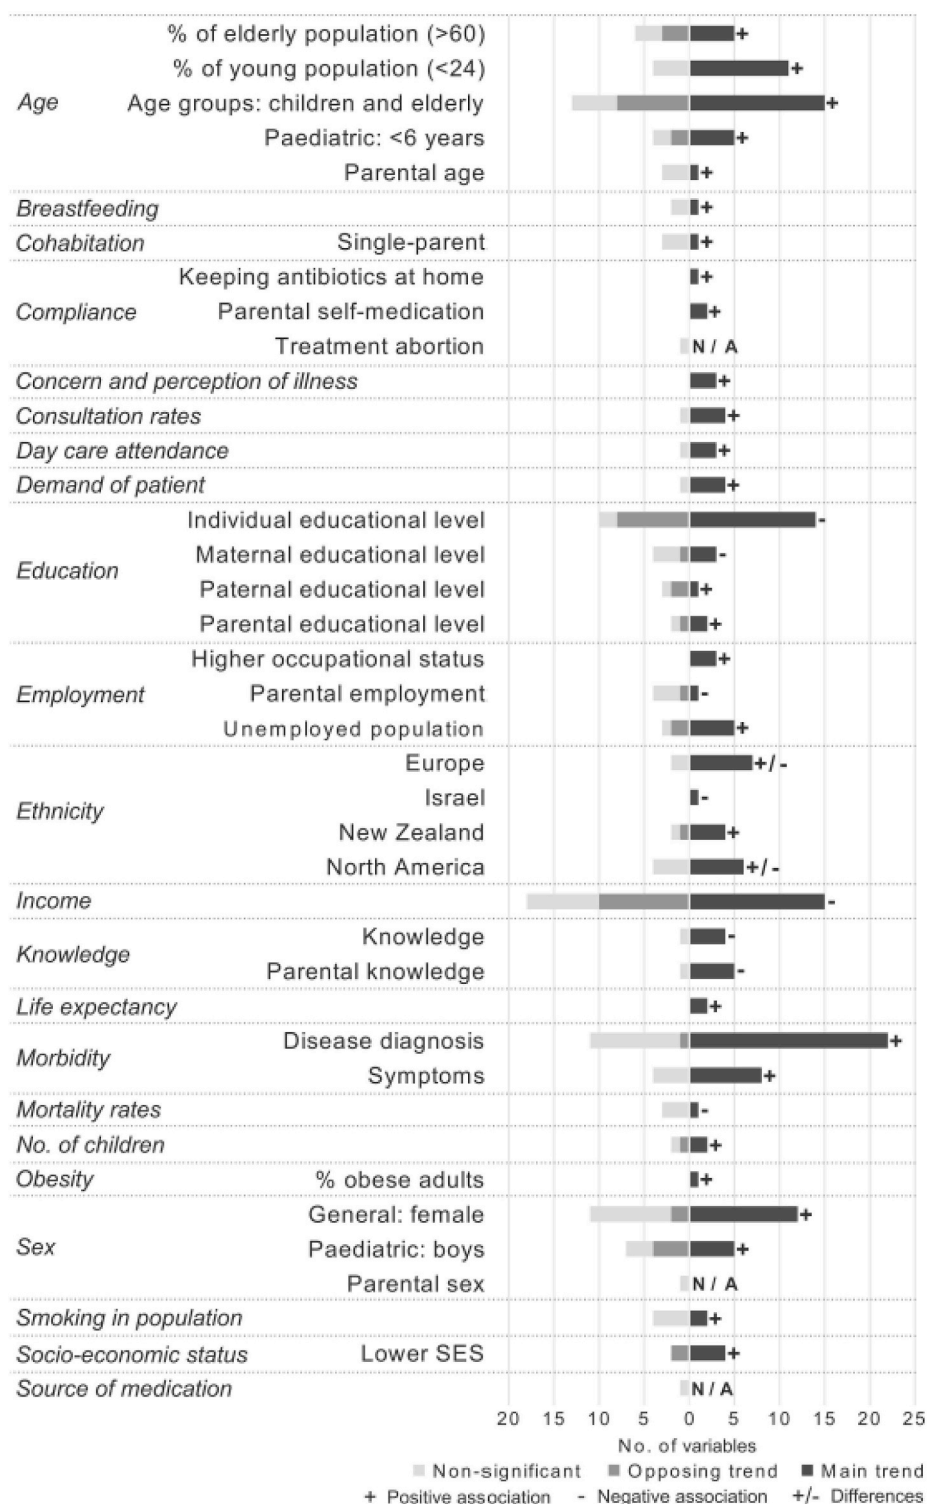 % of elderly population (>60) +
% of young population (<24) +
Age Age groups: children and elderly +
Paediatric: <6 years +
Parental age +
Breastfeeding +
Cohabitation Single-parent +
Keeping antibiotics at home +
Compliance Parental self-medication +
Treatment abortion N / A
Concern and perception of illness +
Consultation rates +
Day care attendance +
Demand of patient +
Individual educational level -
Maternal educational level -
Education
Paternal educational level +
Parental educational level +
Higher occupational status +
Employment Parental employment -
Unemployed population +
Europe +/-
Israel -
Ethnicity
New Zealand +
North America +/-
Income -
Knowledge -
Knowledge
Parental knowledge -
Life expectancy +
Disease diagnosis +
Morbidity
Symptoms +
Mortality rates -
No. of children +
Obesity % obese adults +
General: female +
Sex Paediatric: boys +
Parental sex N / A
Smoking in population +
Socio-economic status Lower SES +
Source of medication N / A
20 15 10 5 0 5 10 15 20 25
No. of variables
Non-significant Opposing trend Main trend
+ Positive association - Negative association +/- Differences